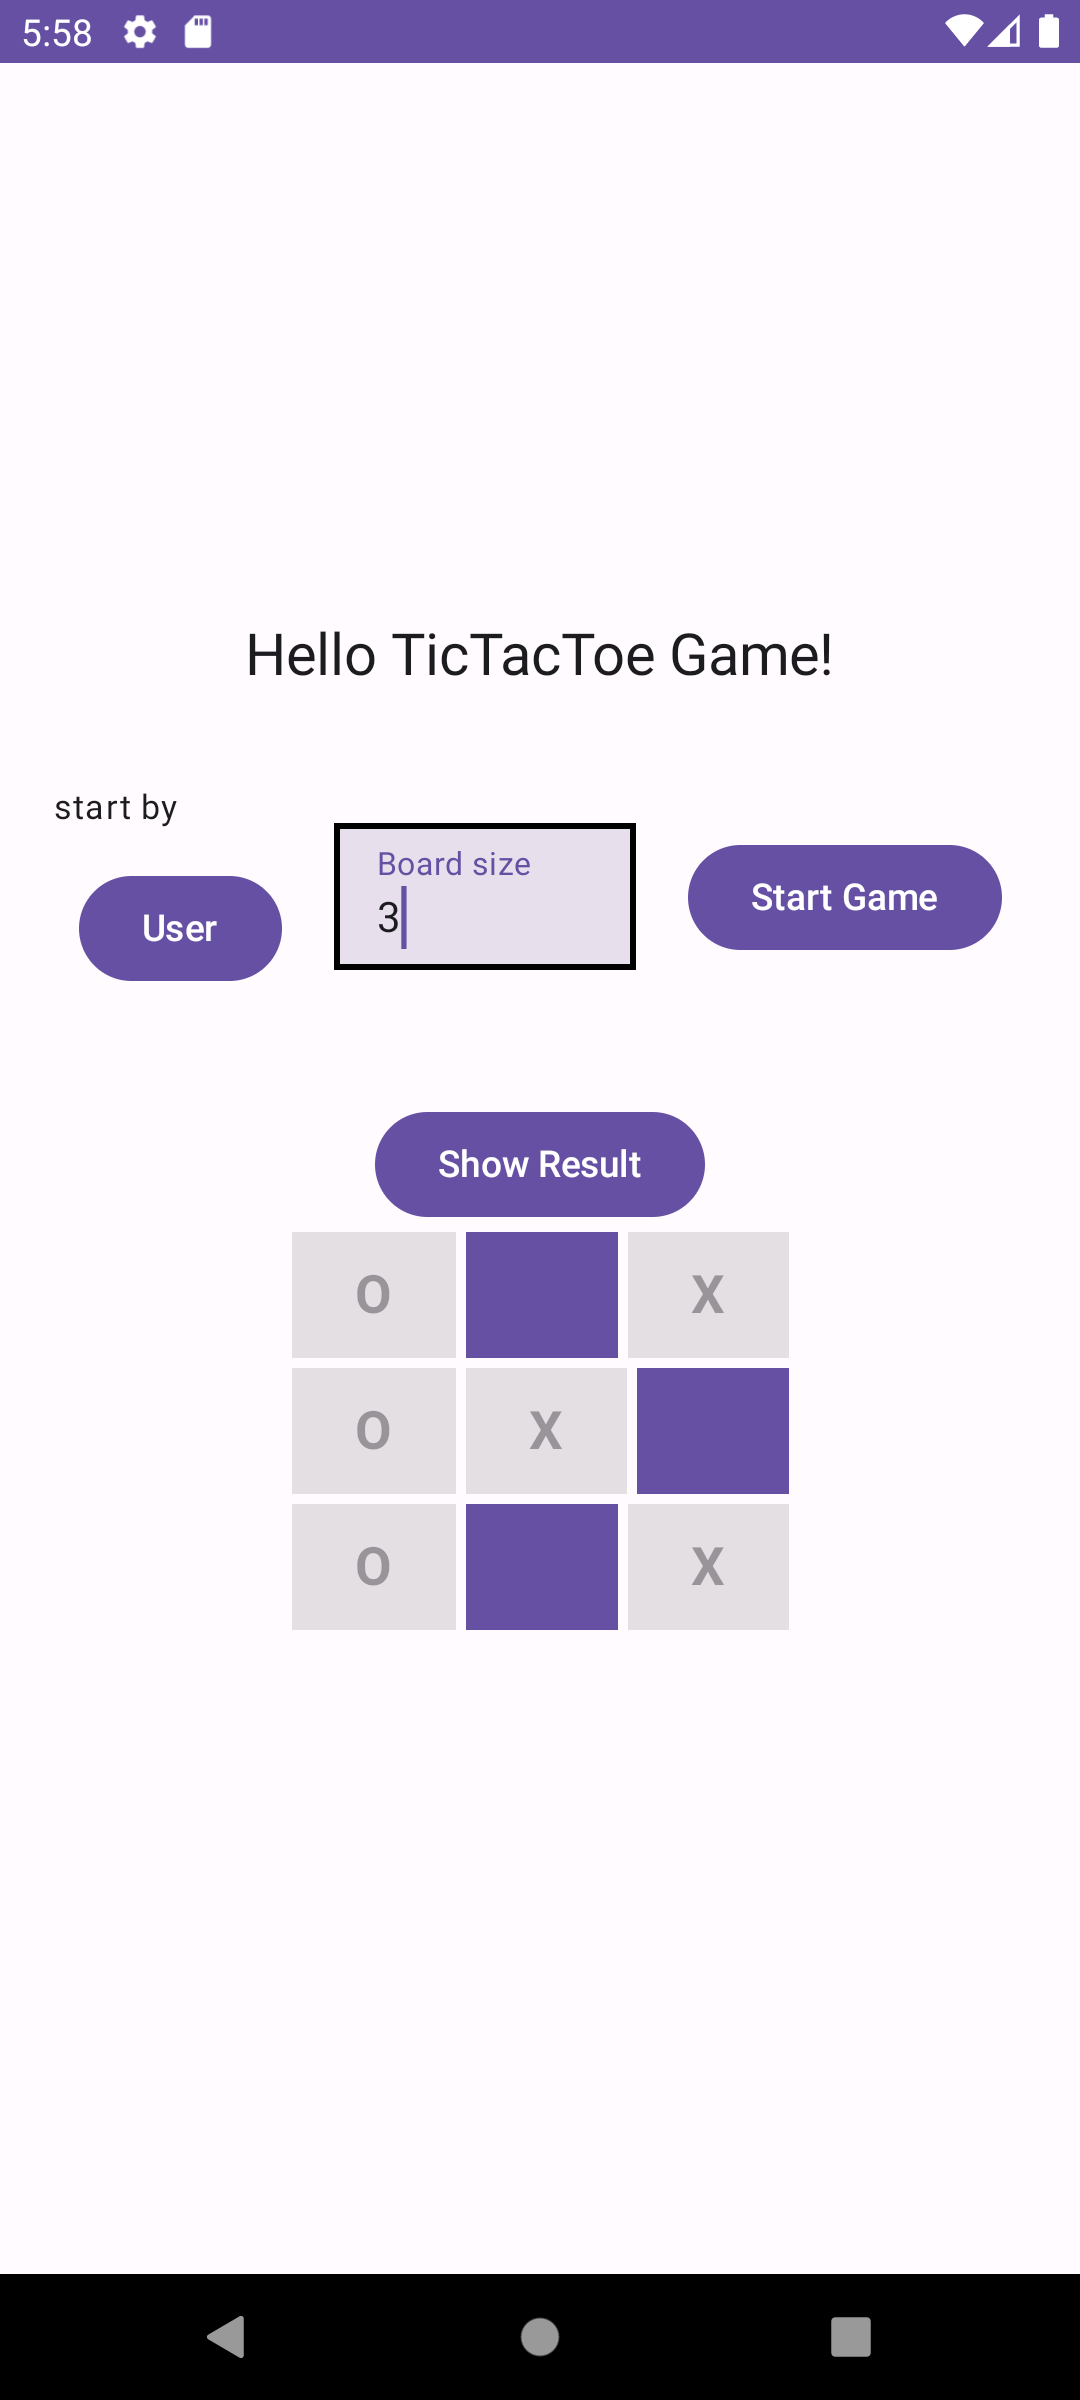 5:58
Hello TicTacToe Game!
start by
Board size
3
User
Start Game
Show Result
O X
O X
O X